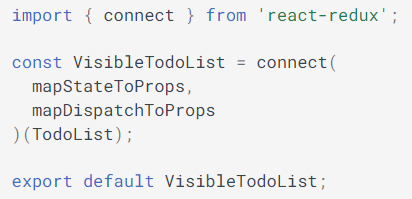 import { connect } from 'react-redux';
const VisibleTodoList = connect(
  mapStateToProps,
  mapDispatchToProps
)(TodoList);
export default VisibleTodoList;